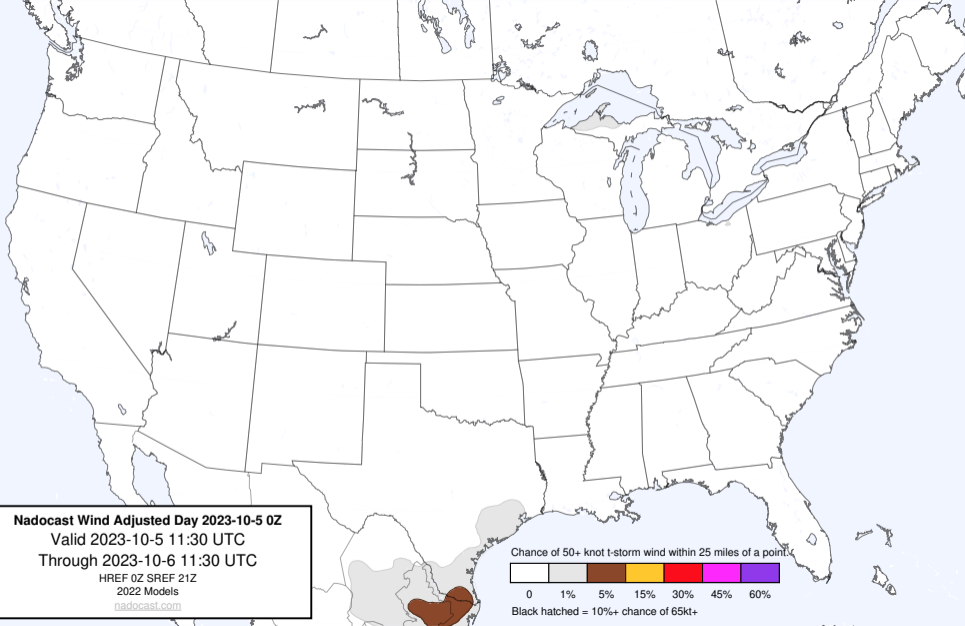 Nadocast Wind Adjusted Day 2023-10-5 0Z
Valid 2023-10-5 11:30 UTC
Through 2023-10-6 11:30 UTC
HREF 0Z SREF 21Z
2022 Models
nadocast.com
Chance of 50+ knot t-storm wind within 25 miles of a point.
0 1% 5% 15% 30% 45% 60%
Black hatched = 10%+ chance of 65kt+